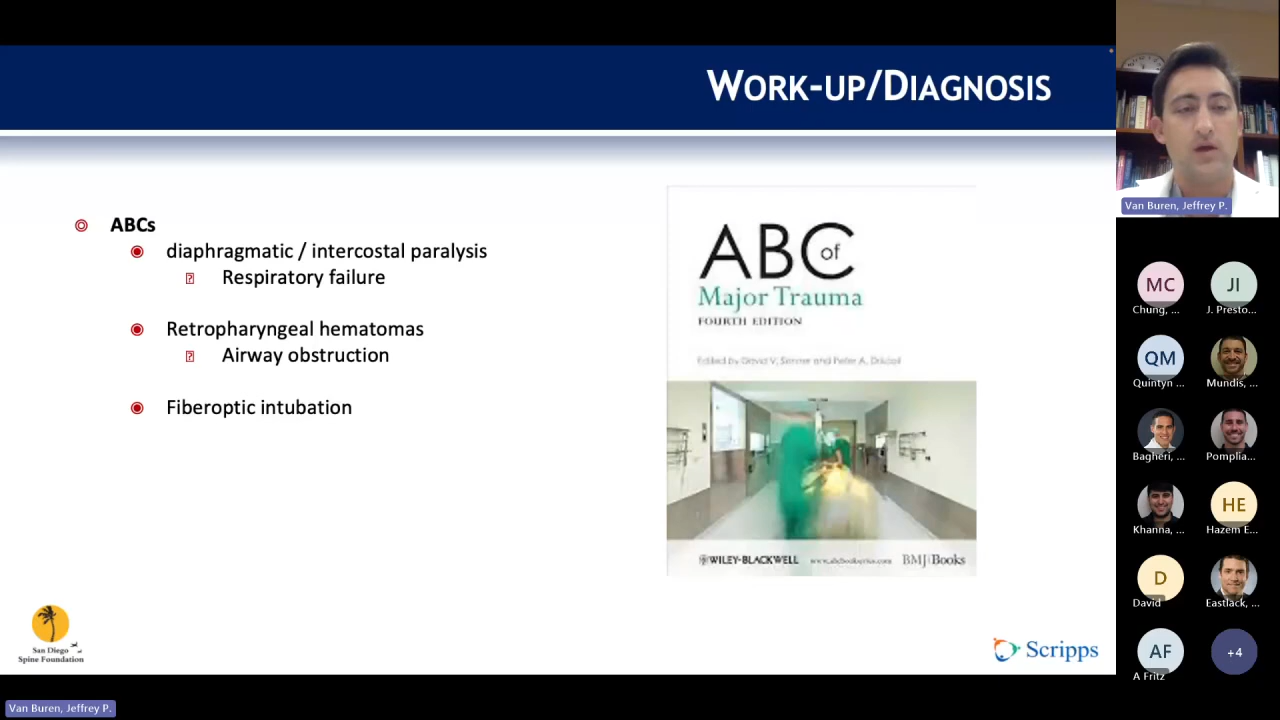 WORK-UP/DIAGNOSIS
ABCs
diaphragmatic / intercostal paralysis
Respiratory failure
Retropharyngeal hematomas
Airway obstruction
Fiberoptic intubation
ABC of
Major Trauma
FOURTH EDITION
Edited by David V. Skinner and Peter A. Driscoll
WILEY-BLACKWELL
www.abcbookseries.com
BMJ|Books
San Diego
Spine Foundation
Scripps
Van Buren, Jeffrey P.
MC
Chung, ...
JI
J. Presto...
QM
Quintyn ...
Mundis, ...
Bagheri, ...
Pomplia...
Khanna, ...
HE
Hazem E...
D
David
Eastlack, ...
AF
A Fritz
+4
Van Buren, Jeffrey P.